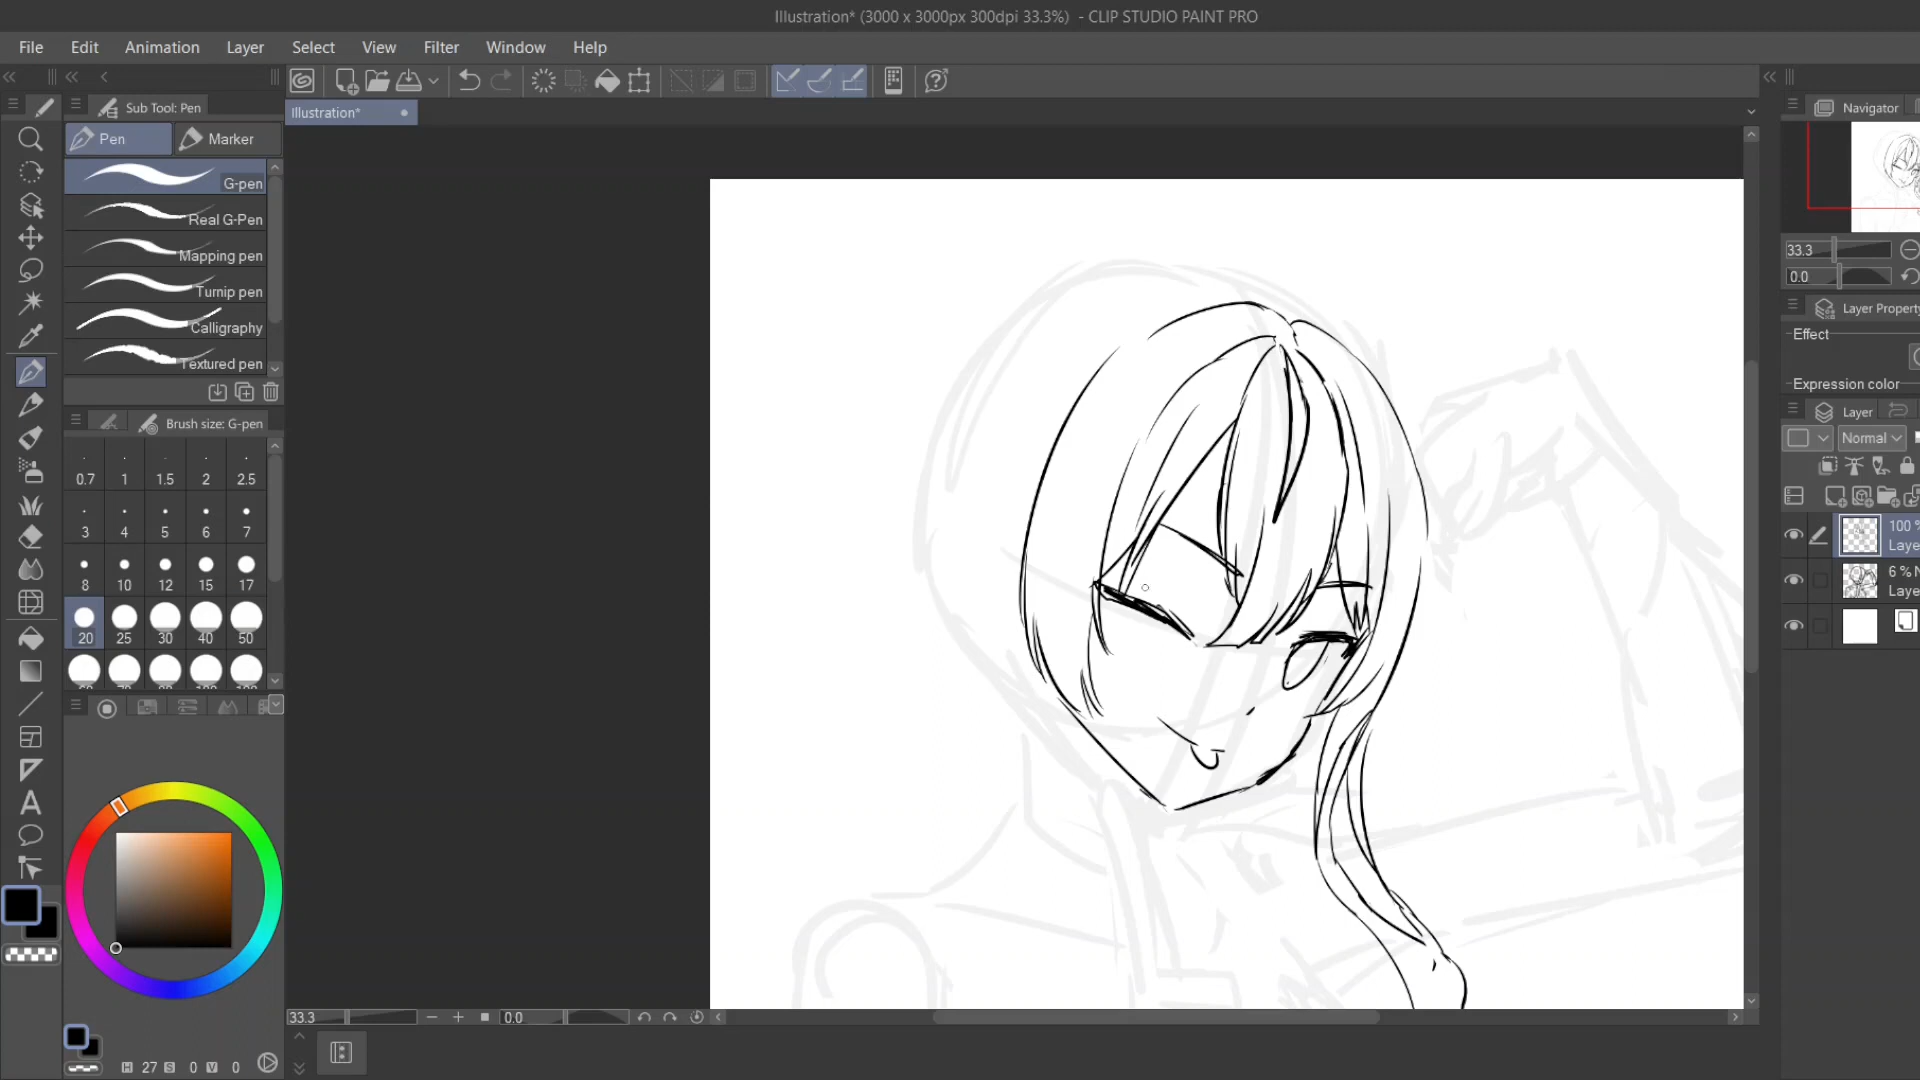 Illustration* (3000 x 3000px 300dpi 33.3%) - CLIP STUDIO PAINT PRO
File Edit Animation Layer Select View Filter Window Help
Sub Tool: Pen
Illustration*
Pen Marker
G-pen
Real G-Pen
Mapping pen
Turnip pen
Calligraphy
Textured pen
Brush size: G-pen
0.7 1 1.5 2 2.5
3 4 5 6 7
8 10 12 15 17
20 25 30 40 50
H 27 S 0 V 0
33.3 0.0
Navigator
33.3
0.0
Layer Property
Effect
Expression color
Layer
Normal
100 %
Laye
6 % N
Laye